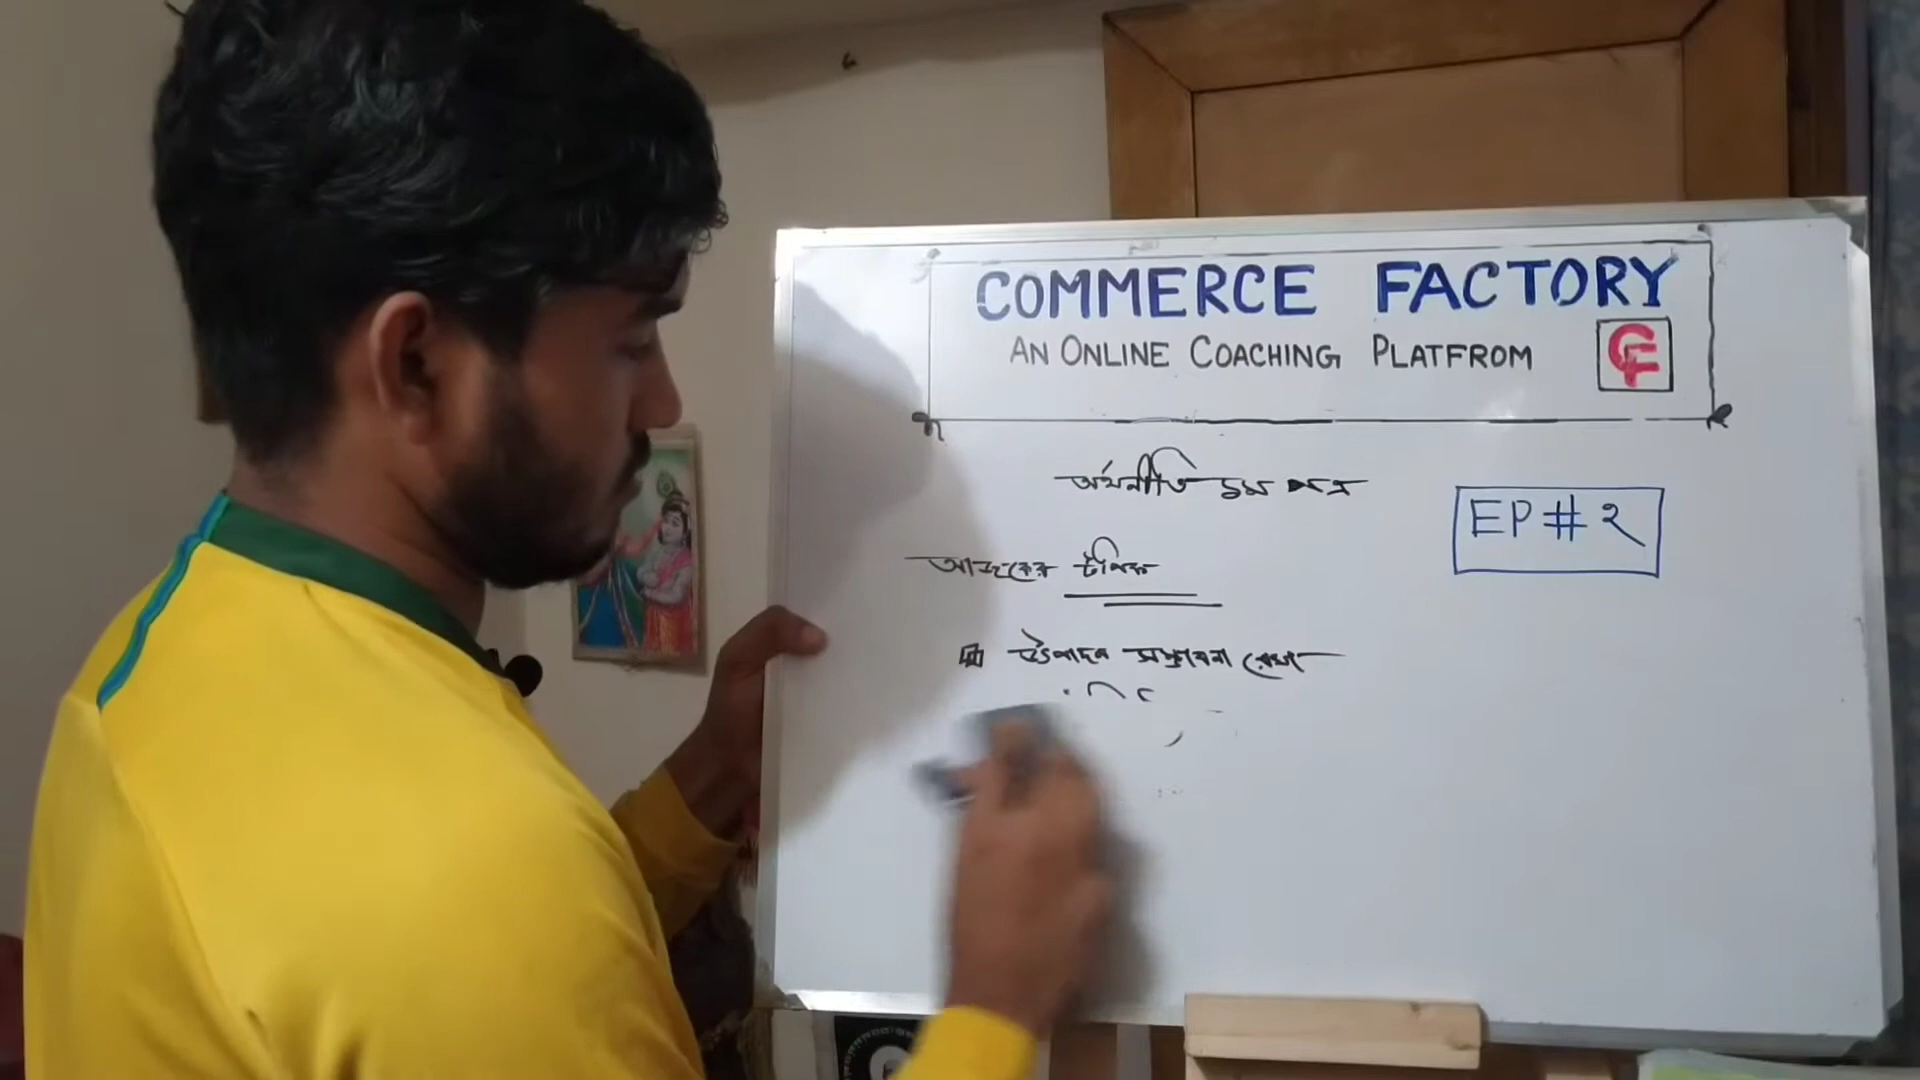 COMMERCE FACTORY
AN ONLINE COACHING PLATFROM
CF
অর্থনীতি ১ম পত্র
EP # ২
আজকের টপিক
উৎপাদন সম্ভাবনা রেখা